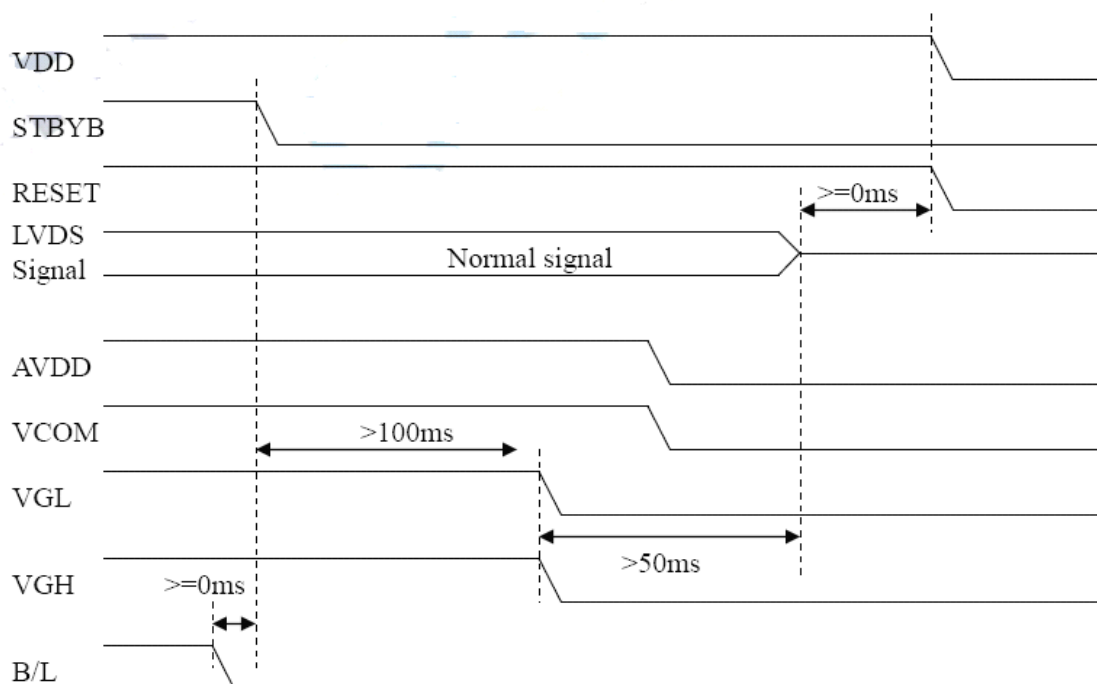 VDD
STBYB
RESET
>=0ms
LVDS
Signal
Normal signal
AVDD
VCOM
>100ms
VGL
>50ms
VGH
>=0ms
B/L